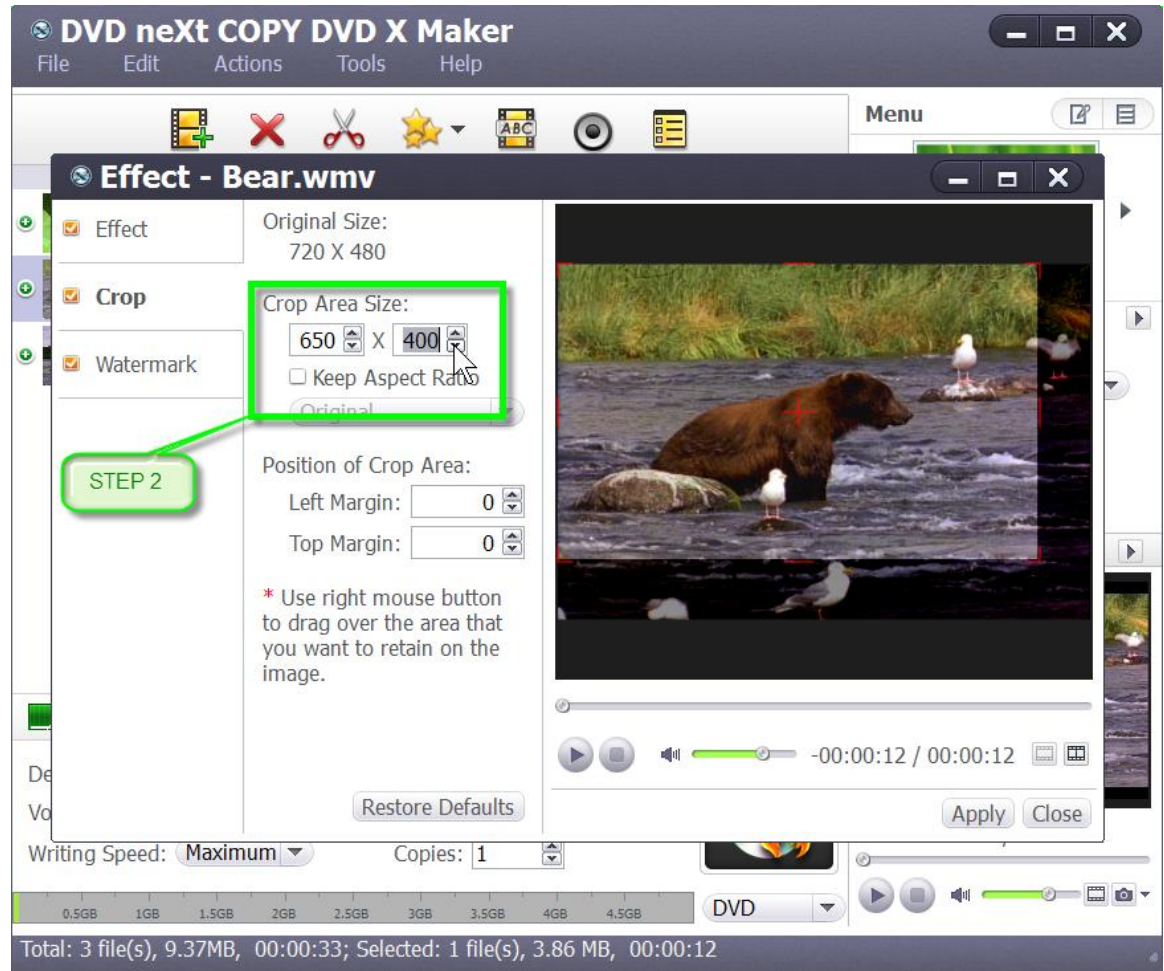 DVD neXt COPY DVD X Maker
File Edit Actions Tools Help
Menu
ABC
Effect - Bear.wmv
Effect
Crop
Watermark
Original Size:
720 X 480
Crop Area Size:
650 X 400
Keep Aspect Ratio
Original
STEP 2
Position of Crop Area:
Left Margin: 0
Top Margin: 0
* Use right mouse button
to drag over the area that
you want to retain on the
image.
Restore Defaults
-00:00:12 / 00:00:12
Apply Close
De
Vo
Writing Speed: Maximum Copies: 1
0.5GB 1GB 1.5GB 2GB 2.5GB 3GB 3.5GB 4GB 4.5GB DVD
Total: 3 file(s), 9.37MB, 00:00:33; Selected: 1 file(s), 3.86 MB, 00:00:12